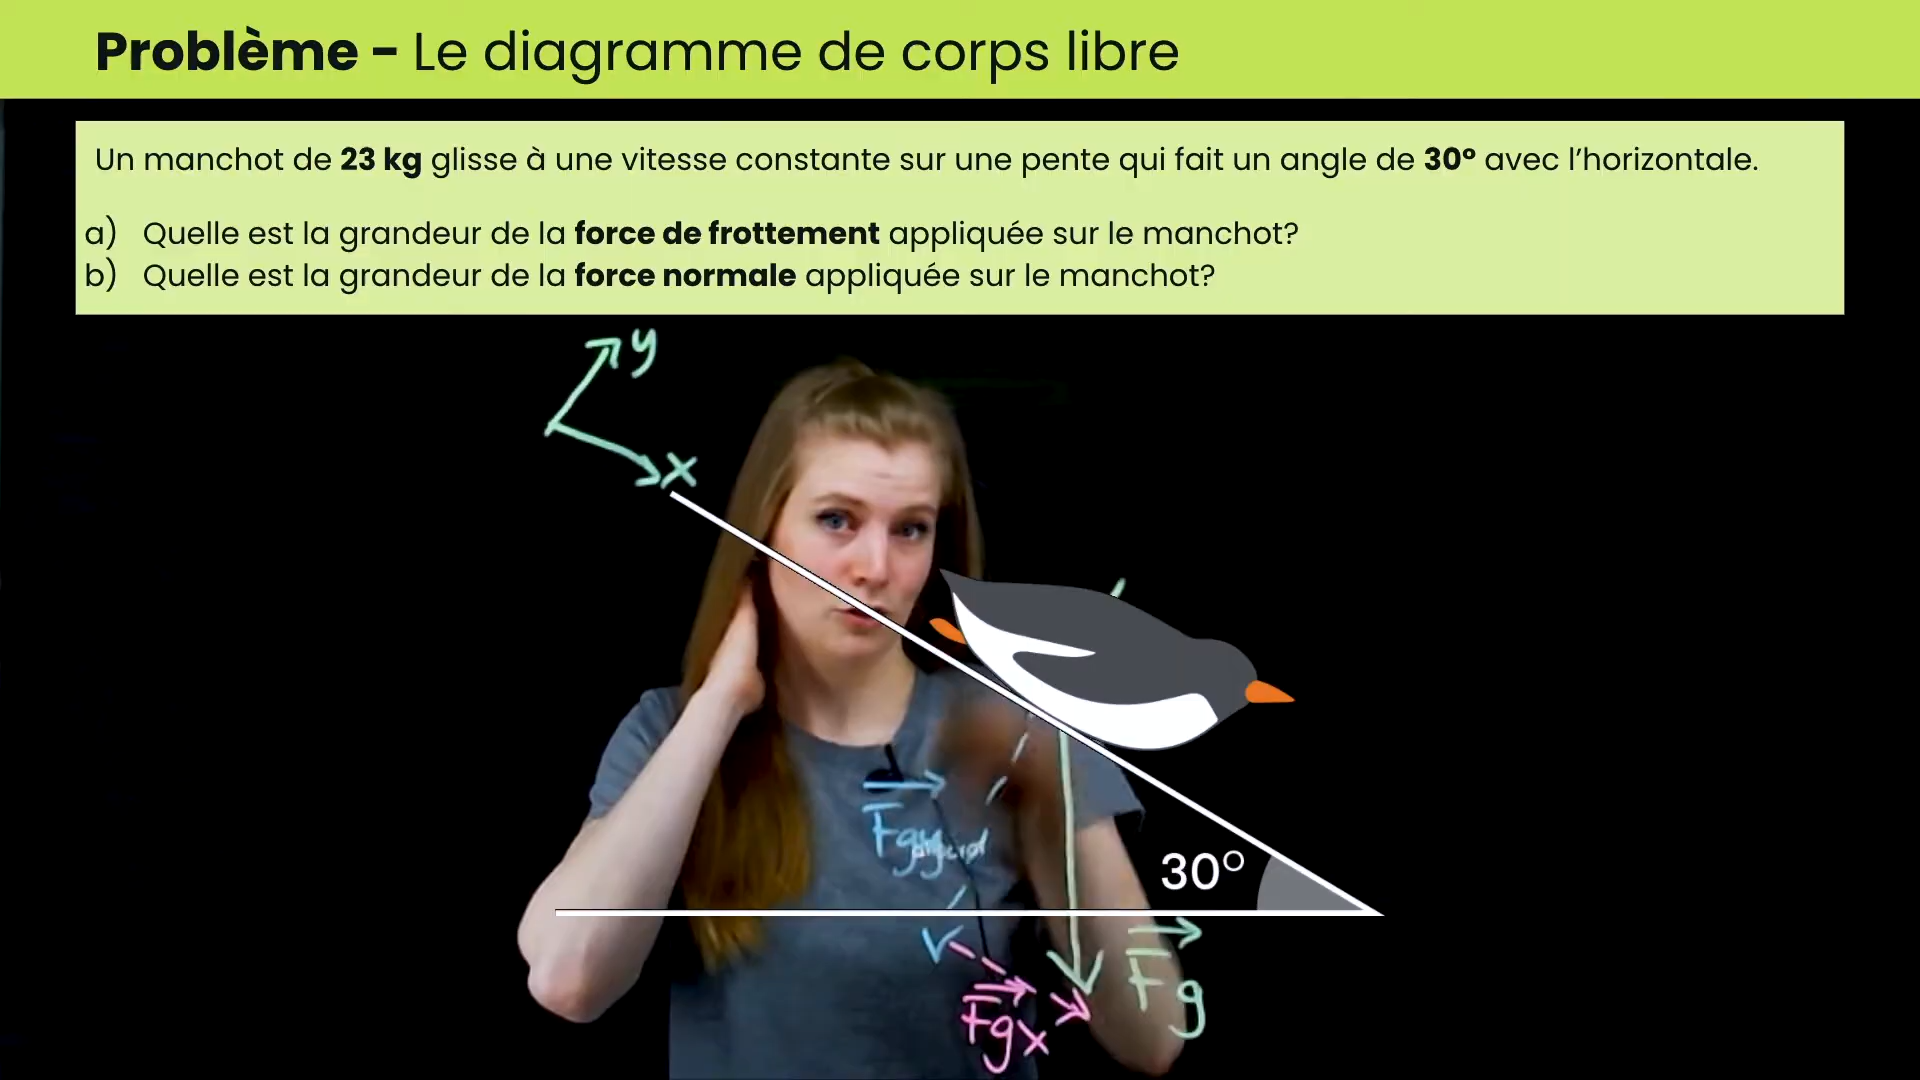 Problème - Le diagramme de corps libre
Un manchot de 23 kg glisse à une vitesse constante sur une pente qui fait un angle de 30° avec l’horizontale.
a) Quelle est la grandeur de la force de frottement appliquée sur le manchot?
b) Quelle est la grandeur de la force normale appliquée sur le manchot?
y
x
Fgy
30°
Fg
Fgx